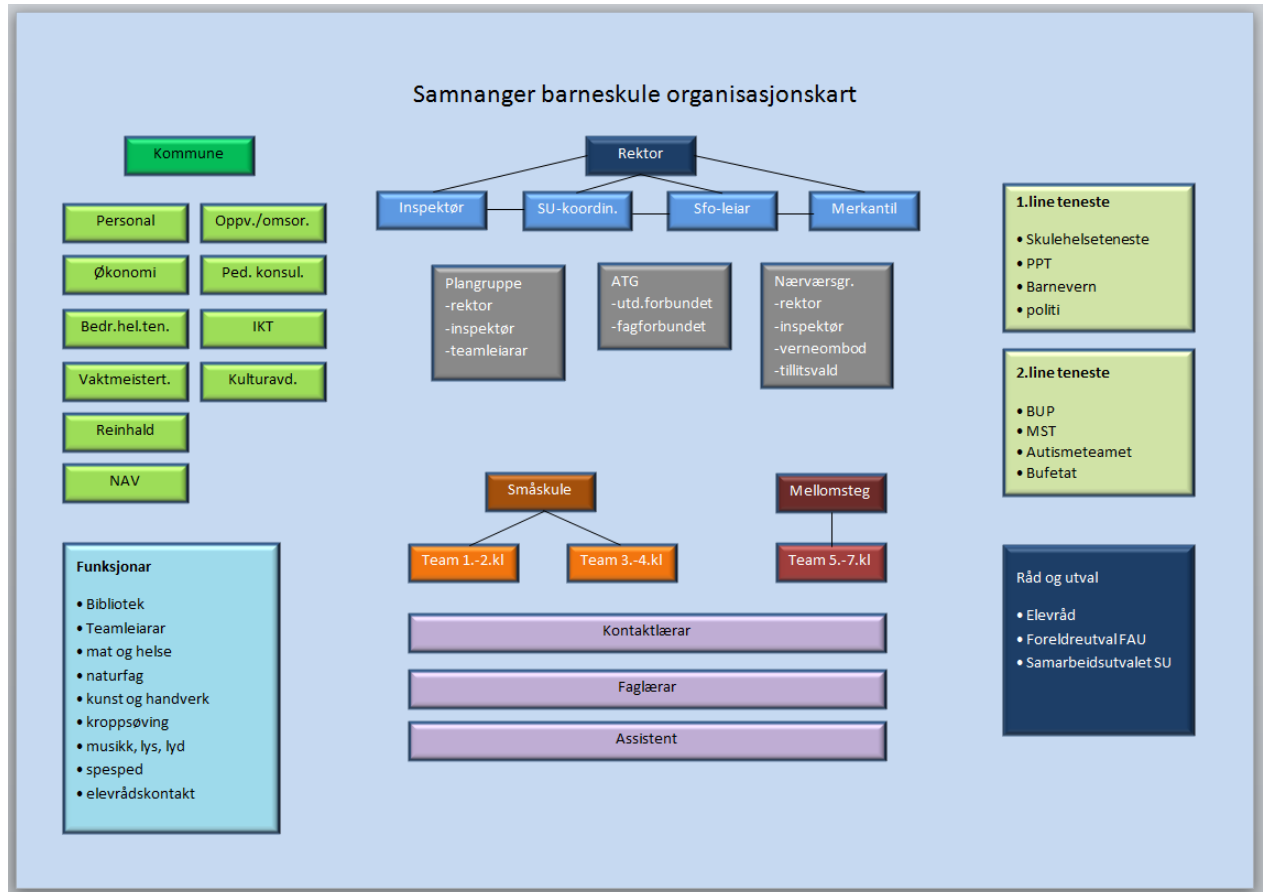 Samnanger barneskule organisasjonskart
Kommune
Personal
Oppv./omsor.
Økonomi
Ped. konsul.
Bedr.hel.ten.
IKT
Vaktmeistert.
Kulturavd.
Reinhald
NAV
Rektor
Inspektør
SU-koordin.
Sfo-leiar
Merkantil
Plangruppe
-rektor
-inspektør
-teamleiarar
ATG
-utd.forbundet
-fagforbundet
Nærværsgr.
-rektor
-inspektør
-verneombod
-tillitsvald
1.line teneste
• Skulehelseteneste
• PPT
• Barnevern
• politi
2.line teneste
• BUP
• MST
• Autismeteamet
• Bufetat
Småskule
Mellomsteg
Team 1.-2.kl
Team 3.-4.kl
Team 5.-7.kl
Kontaktlærar
Faglærar
Assistent
Funksjonar
• Bibliotek
• Teamleiarar
• mat og helse
• naturfag
• kunst og handverk
• kroppsøving
• musikk, lys, lyd
• spesped
• elevrådskontakt
Råd og utval
• Elevråd
• Foreldreutval FAU
• Samarbeidsutvalet SU